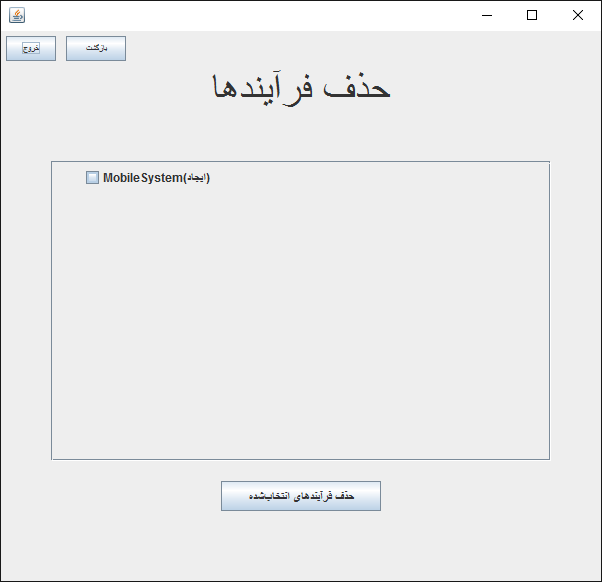 خروج
بازگشت
حذف فرآیندها
MobileSystem(ایجاد)
حذف فرآیندهای انتخاب‌شده